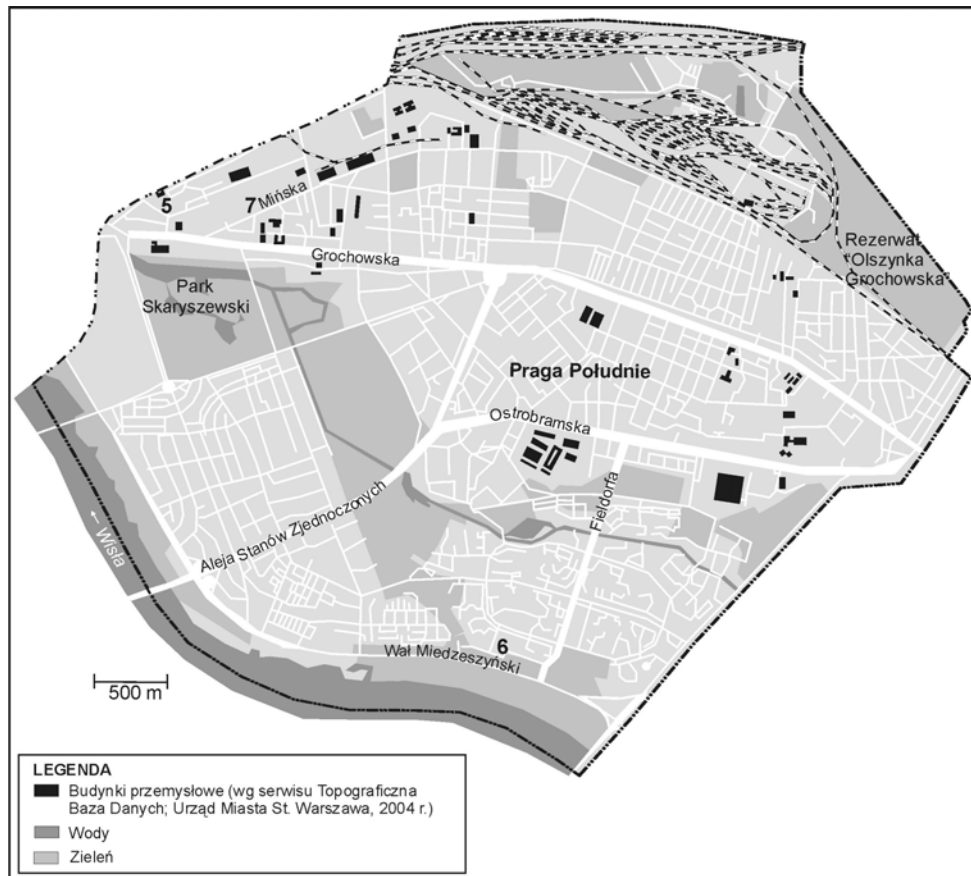 5
7
Mińska
Grochowska
Park
Skaryszewski
Rezerwat
"Olszynka
Grochowska"
Praga Południe
Ostrobramska
Fieldorfa
Aleja Stanów Zjednoczonych
← Wisła
6
Wał Miedzeszyński
500 m
LEGENDA
Budynki przemysłowe (wg serwisu Topograficzna
Baza Danych; Urząd Miasta St. Warszawa, 2004 r.)
Wody
Zieleń